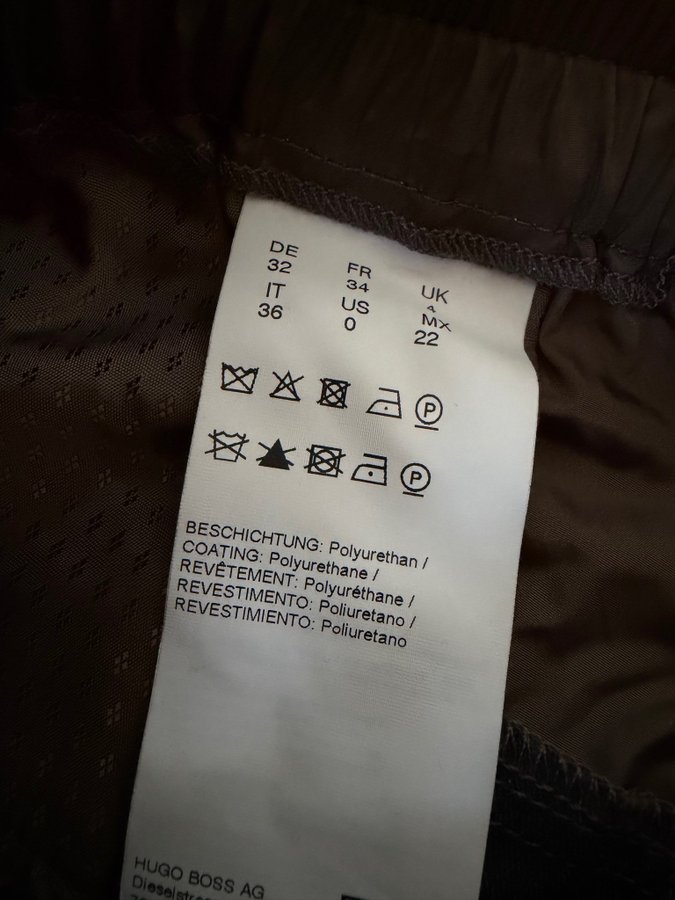 DE
32
FR
34
UK
4
IT
36
US
0
MX
22
P
P
BESCHICHTUNG: Polyurethan /
COATING: Polyurethane /
REVÊTEMENT: Polyuréthane /
REVESTIMENTO: Poliuretano /
REVESTIMIENTO: Poliuretano
HUGO BOSS AG